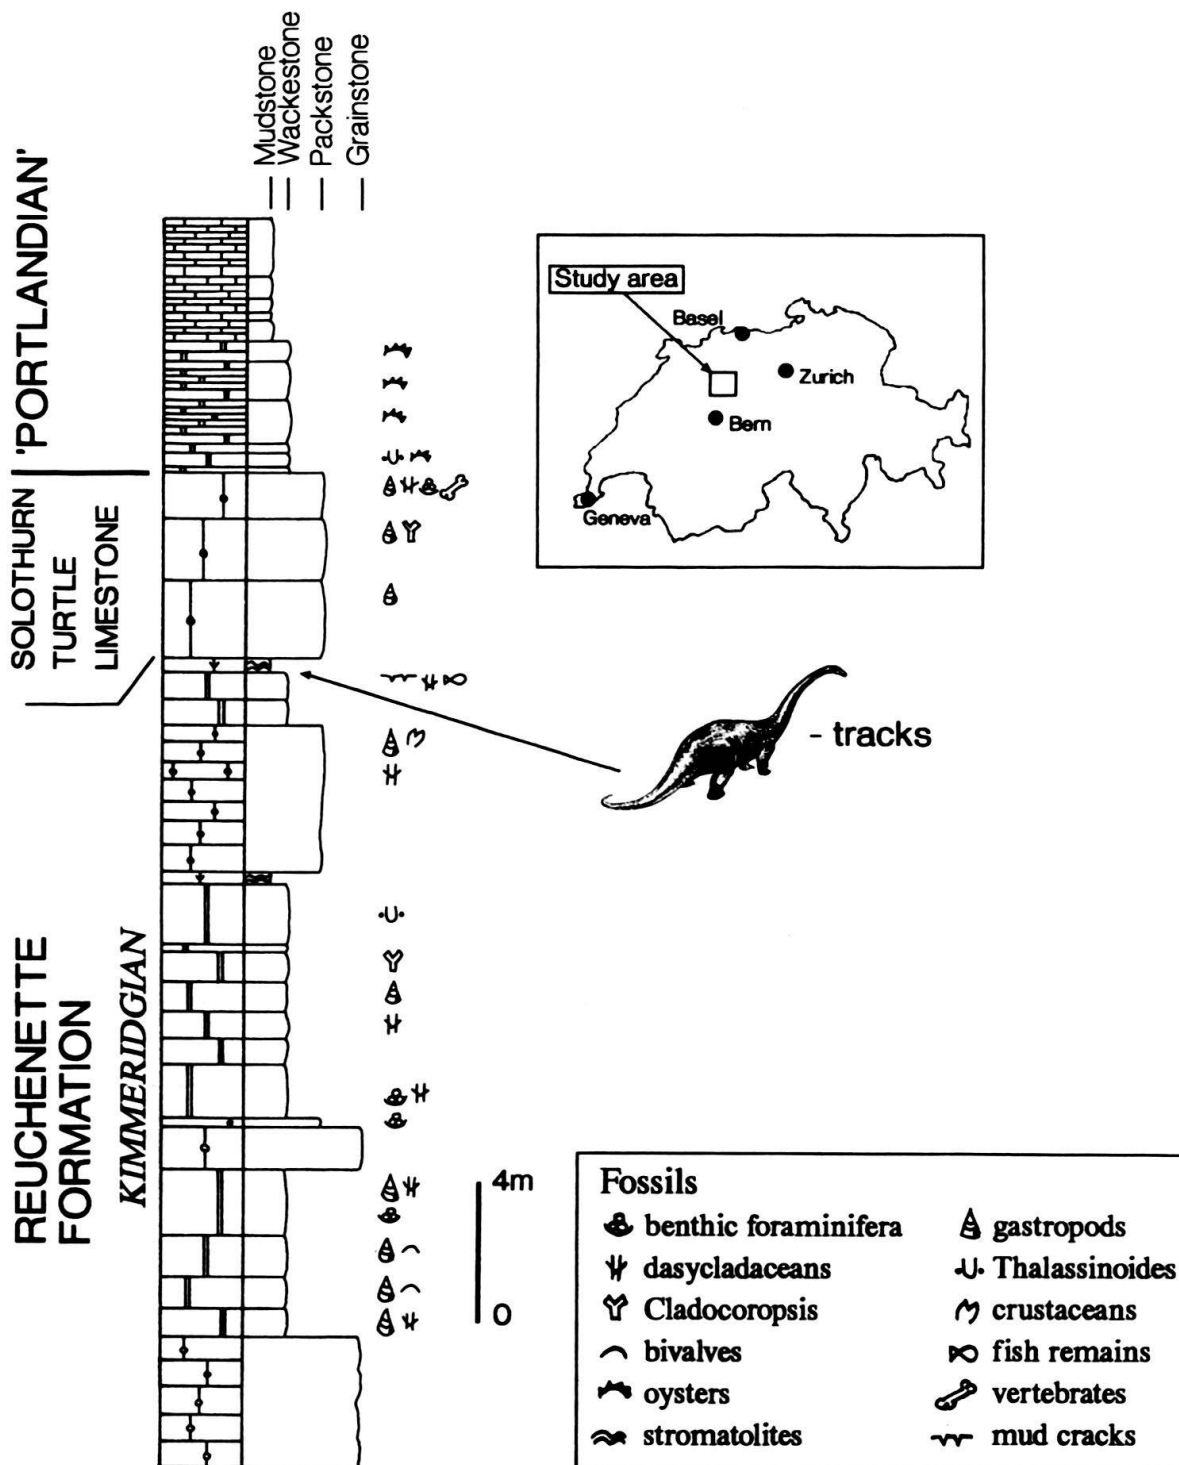 Mudstone
Wackestone
Packstone
Grainstone
'PORTLANDIAN'
SOLOTHURN
TURTLE
LIMESTONE
REUCHENETTE
FORMATION
KIMMERIDGIAN
Study area
Basel
Zurich
Bern
Geneva
- tracks
4m
0
Fossils
benthic foraminifera
dasycladaceans
Cladocoropsis
bivalves
oysters
stromatolites
gastropods
Thalassinoides
crustaceans
fish remains
vertebrates
mud cracks